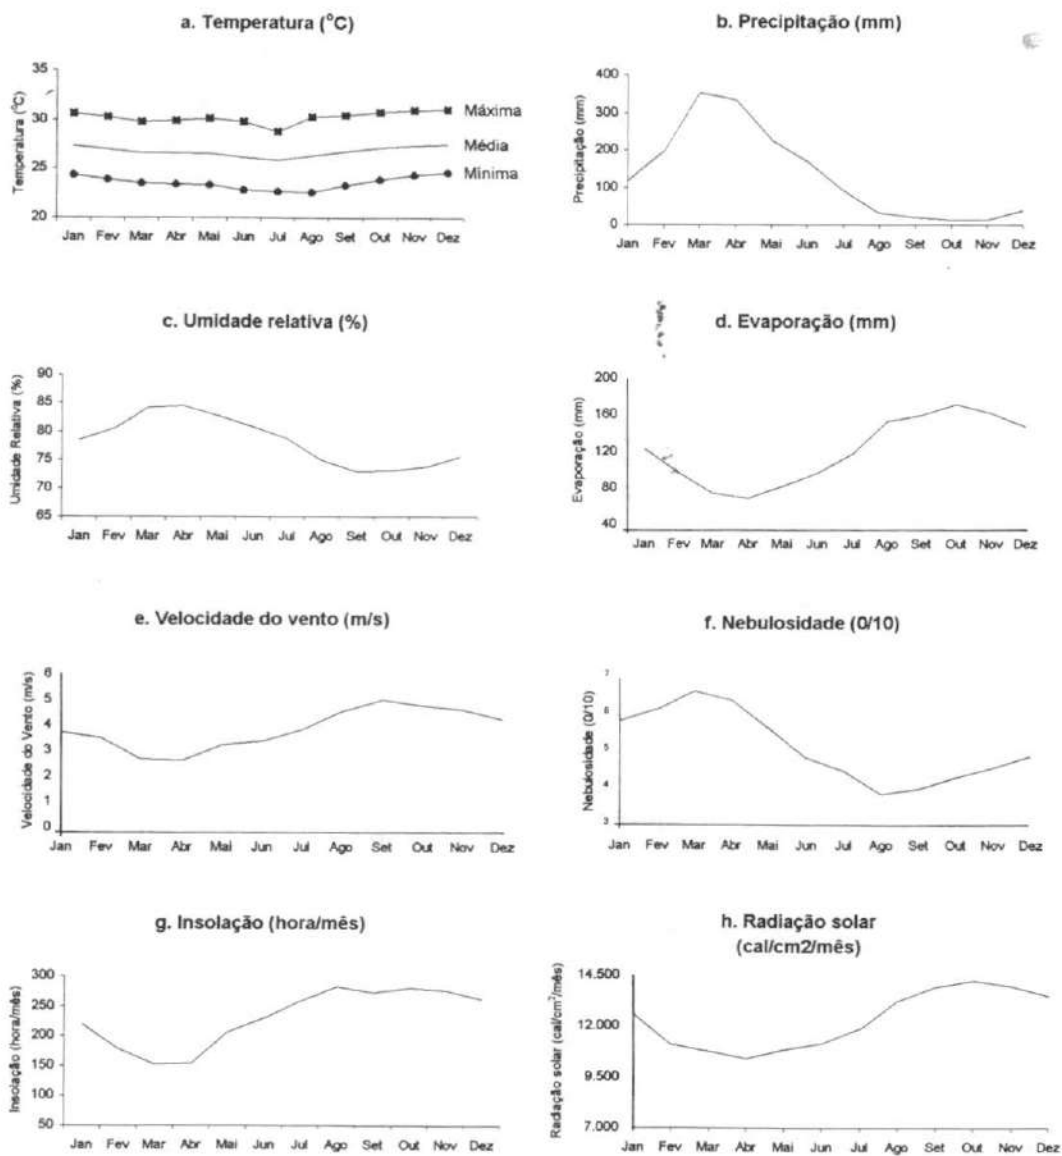 a. Temperatura (°C)
Temperatura (°C)
35
30
25
20
Máxima
Média
Mínima
Jan Fev Mar Abr Mai Jun Jul Ago Set Out Nov Dez
b. Precipitação (mm)
Precipitação (mm)
400
300
200
100
0
Jan Fev Mar Abr Mai Jun Jul Ago Set Out Nov Dez
c. Umidade relativa (%)
Umidade Relativa (%)
90
85
80
75
70
65
Jan Fev Mar Abr Mai Jun Jul Ago Set Out Nov Dez
d. Evaporação (mm)
Evaporação (mm)
200
160
120
80
40
Jan Fev Mar Abr Mai Jun Jul Ago Set Out Nov Dez
e. Velocidade do vento (m/s)
Velocidade do Vento (m/s)
6
5
4
3
2
1
0
Jan Fev Mar Abr Mai Jun Jul Ago Set Out Nov Dez
f. Nebulosidade (0/10)
Nebulosidade (0/10)
7
6
5
4
3
Jan Fev Mar Abr Mai Jun Jul Ago Set Out Nov Dez
g. Insolação (hora/mês)
Insolação (hora/mês)
300
250
200
150
100
50
Jan Fev Mar Abr Mai Jun Jul Ago Set Out Nov Dez
h. Radiação solar
(cal/cm2/mês)
Radiação solar (cal/cm²/mês)
14.500
12.000
9.500
7.000
Jan Fev Mar Abr Mai Jun Jul Ago Set Out Nov Dez